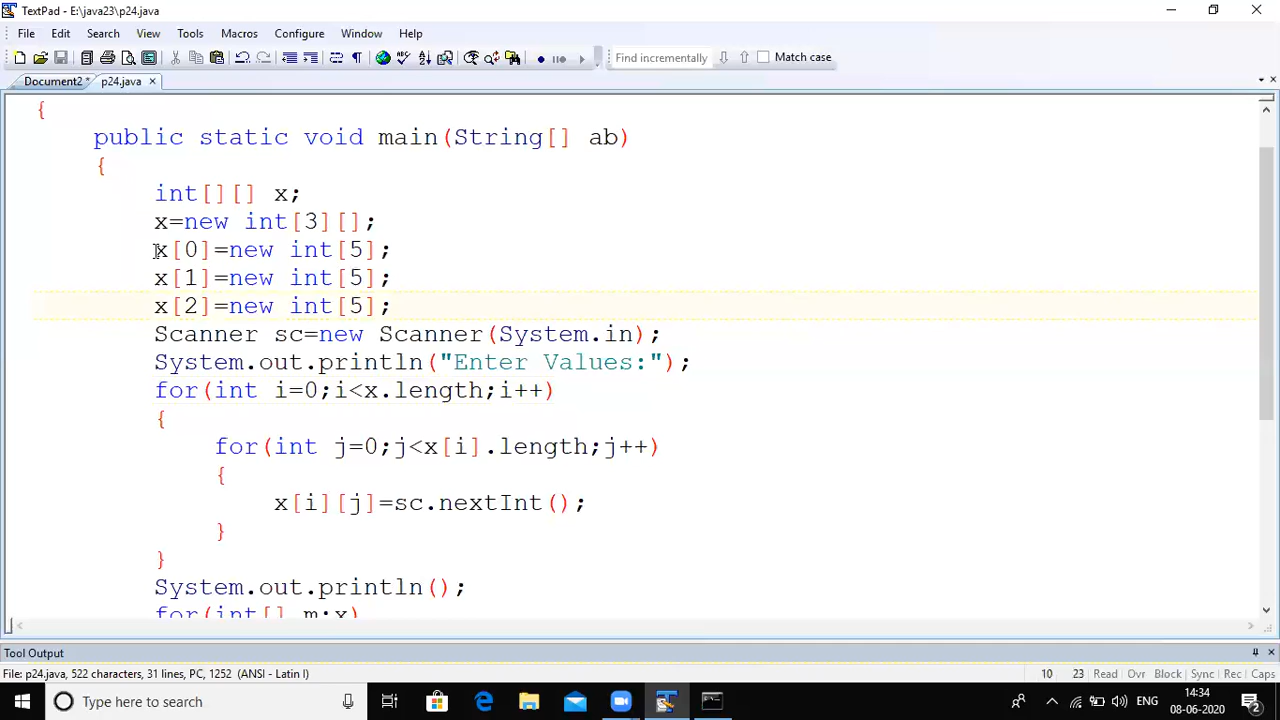 TextPad - E:\java23\p24.java
File Edit Search View Tools Macros Configure Window Help
Find incrementally Match case
Document2 * p24.java ×
{
public static void main(String[] ab)
{
int[][] x;
x=new int[3][];
x[0]=new int[5];
x[1]=new int[5];
x[2]=new int[5];
Scanner sc=new Scanner(System.in);
System.out.println("Enter Values:");
for(int i=0;i<x.length;i++)
{
for(int j=0;j<x[i].length;j++)
{
x[i][j]=sc.nextInt();
}
}
System.out.println();
for(int[] m:x)
Tool Output
File: p24.java, 522 characters, 31 lines, PC, 1252 (ANSI - Latin I) 10 23 Read Ovr Block Sync Rec Caps
Type here to search ENG 14:34
08-06-2020 2